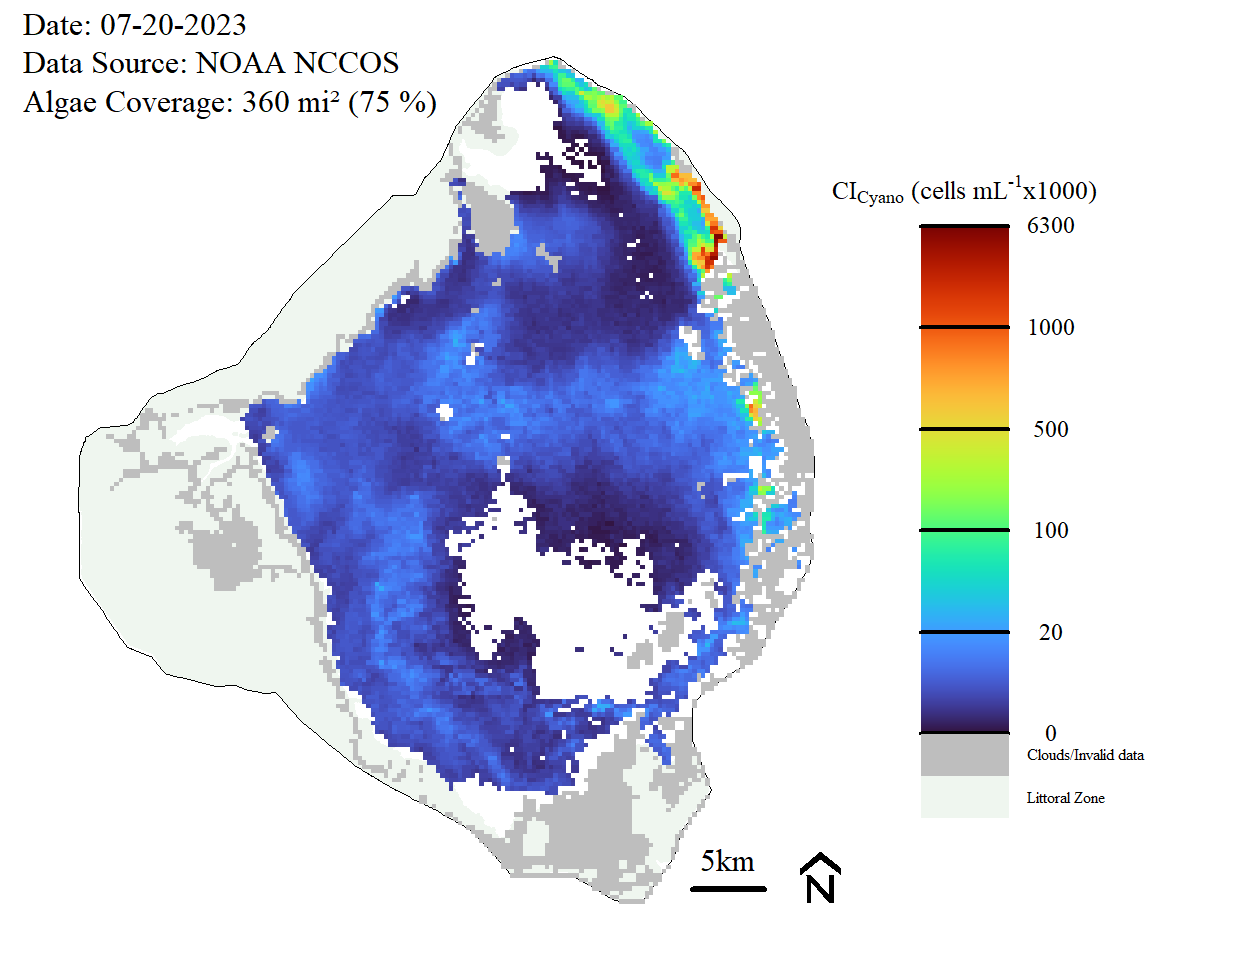 Date: 07-20-2023
Data Source: NOAA NCCOS
Algae Coverage: 360 mi² (75 %)
CICyano (cells mL-1x1000)
6300
1000
500
100
20
0
Clouds/Invalid data
Littoral Zone
5km
N